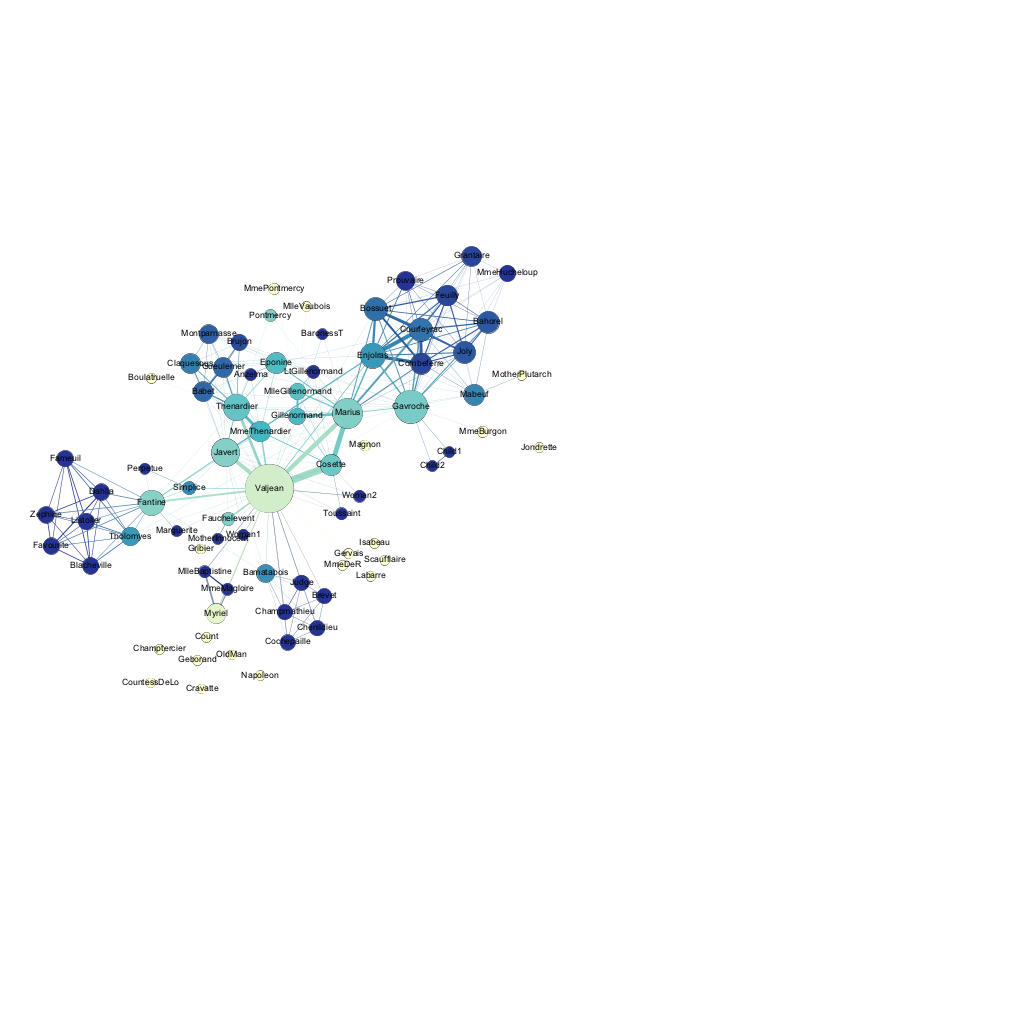 Grantaire
MmeHucheloup
Prouvaire
MmePontmercy
Feuilly
MlleVaubois
Bossuet
Pontmercy
Bahorel
Courfeyrac
Montparnasse
BaronessT
Brujon
Joly
Enjolras
Claquesous
Eponine
Combeferre
Gueulemer
LtGillenormand
Anzelma
MotherPlutarch
Boulatruelle
Babet
MlleGillenormand
Mabeuf
Thenardier
Gavroche
Marius
Gillenormand
MmeThenardier
MmeBurgon
Magnon
Jondrette
Child1
Javert
Fameuil
Cosette
Child2
Perpetue
Valjean
Simplice
Dahlia
Woman2
Fantine
Zephine
Toussaint
Fauchelevent
Listolier
Marguerite
Woman1
Tholomyes
MotherInnocent
Isabeau
Favourite
Gribier
Gervais
Scaufflaire
MmeDeR
Blacheville
MlleBaptistine
Bamatabois
Labarre
Judge
MmeMagloire
Brevet
Champmathieu
Myriel
Chenildieu
Count
Cochepaille
Champtercier
OldMan
Geborand
Napoleon
CountessDeLo
Cravatte